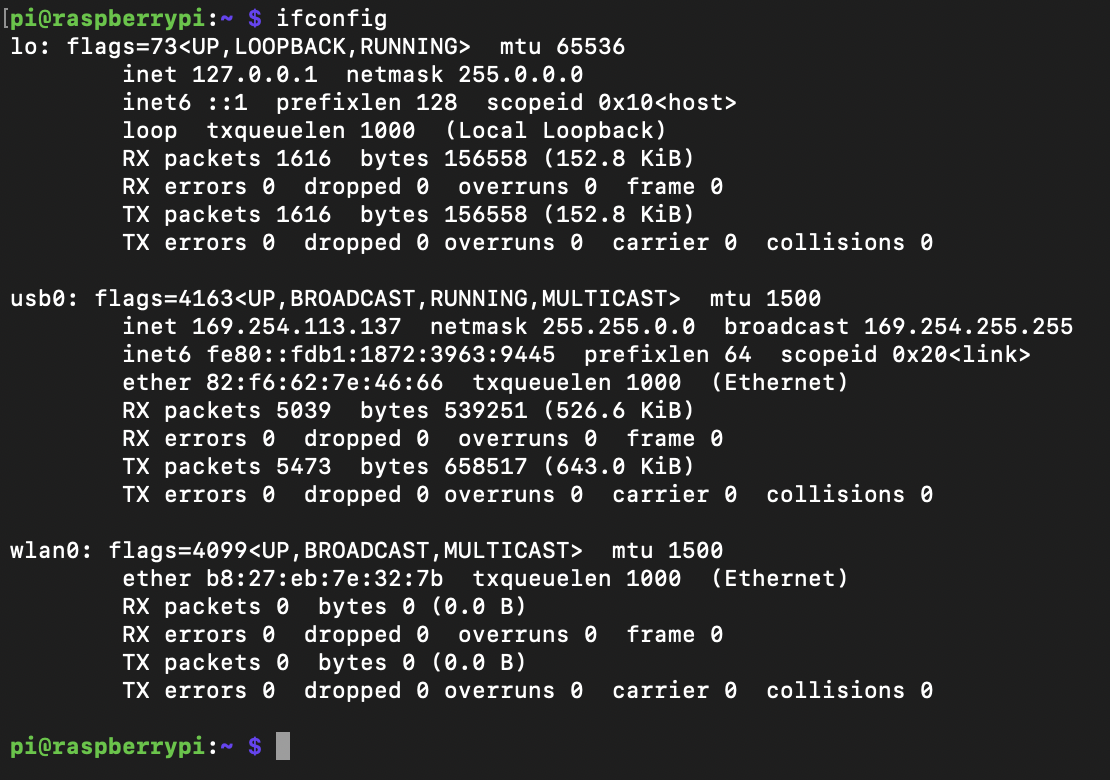 [pi@raspberrypi:~ $ ifconfig
lo: flags=73<UP,LOOPBACK,RUNNING>  mtu 65536
        inet 127.0.0.1  netmask 255.0.0.0
        inet6 ::1  prefixlen 128  scopeid 0x10<host>
        loop  txqueuelen 1000  (Local Loopback)
        RX packets 1616  bytes 156558 (152.8 KiB)
        RX errors 0  dropped 0  overruns 0  frame 0
        TX packets 1616  bytes 156558 (152.8 KiB)
        TX errors 0  dropped 0 overruns 0  carrier 0  collisions 0

usb0: flags=4163<UP,BROADCAST,RUNNING,MULTICAST>  mtu 1500
        inet 169.254.113.137  netmask 255.255.0.0  broadcast 169.254.255.255
        inet6 fe80::fdb1:1872:3963:9445  prefixlen 64  scopeid 0x20<link>
        ether 82:f6:62:7e:46:66  txqueuelen 1000  (Ethernet)
        RX packets 5039  bytes 539251 (526.6 KiB)
        RX errors 0  dropped 0  overruns 0  frame 0
        TX packets 5473  bytes 658517 (643.0 KiB)
        TX errors 0  dropped 0 overruns 0  carrier 0  collisions 0

wlan0: flags=4099<UP,BROADCAST,MULTICAST>  mtu 1500
        ether b8:27:eb:7e:32:7b  txqueuelen 1000  (Ethernet)
        RX packets 0  bytes 0 (0.0 B)
        RX errors 0  dropped 0  overruns 0  frame 0
        TX packets 0  bytes 0 (0.0 B)
        TX errors 0  dropped 0 overruns 0  carrier 0  collisions 0

pi@raspberrypi:~ $